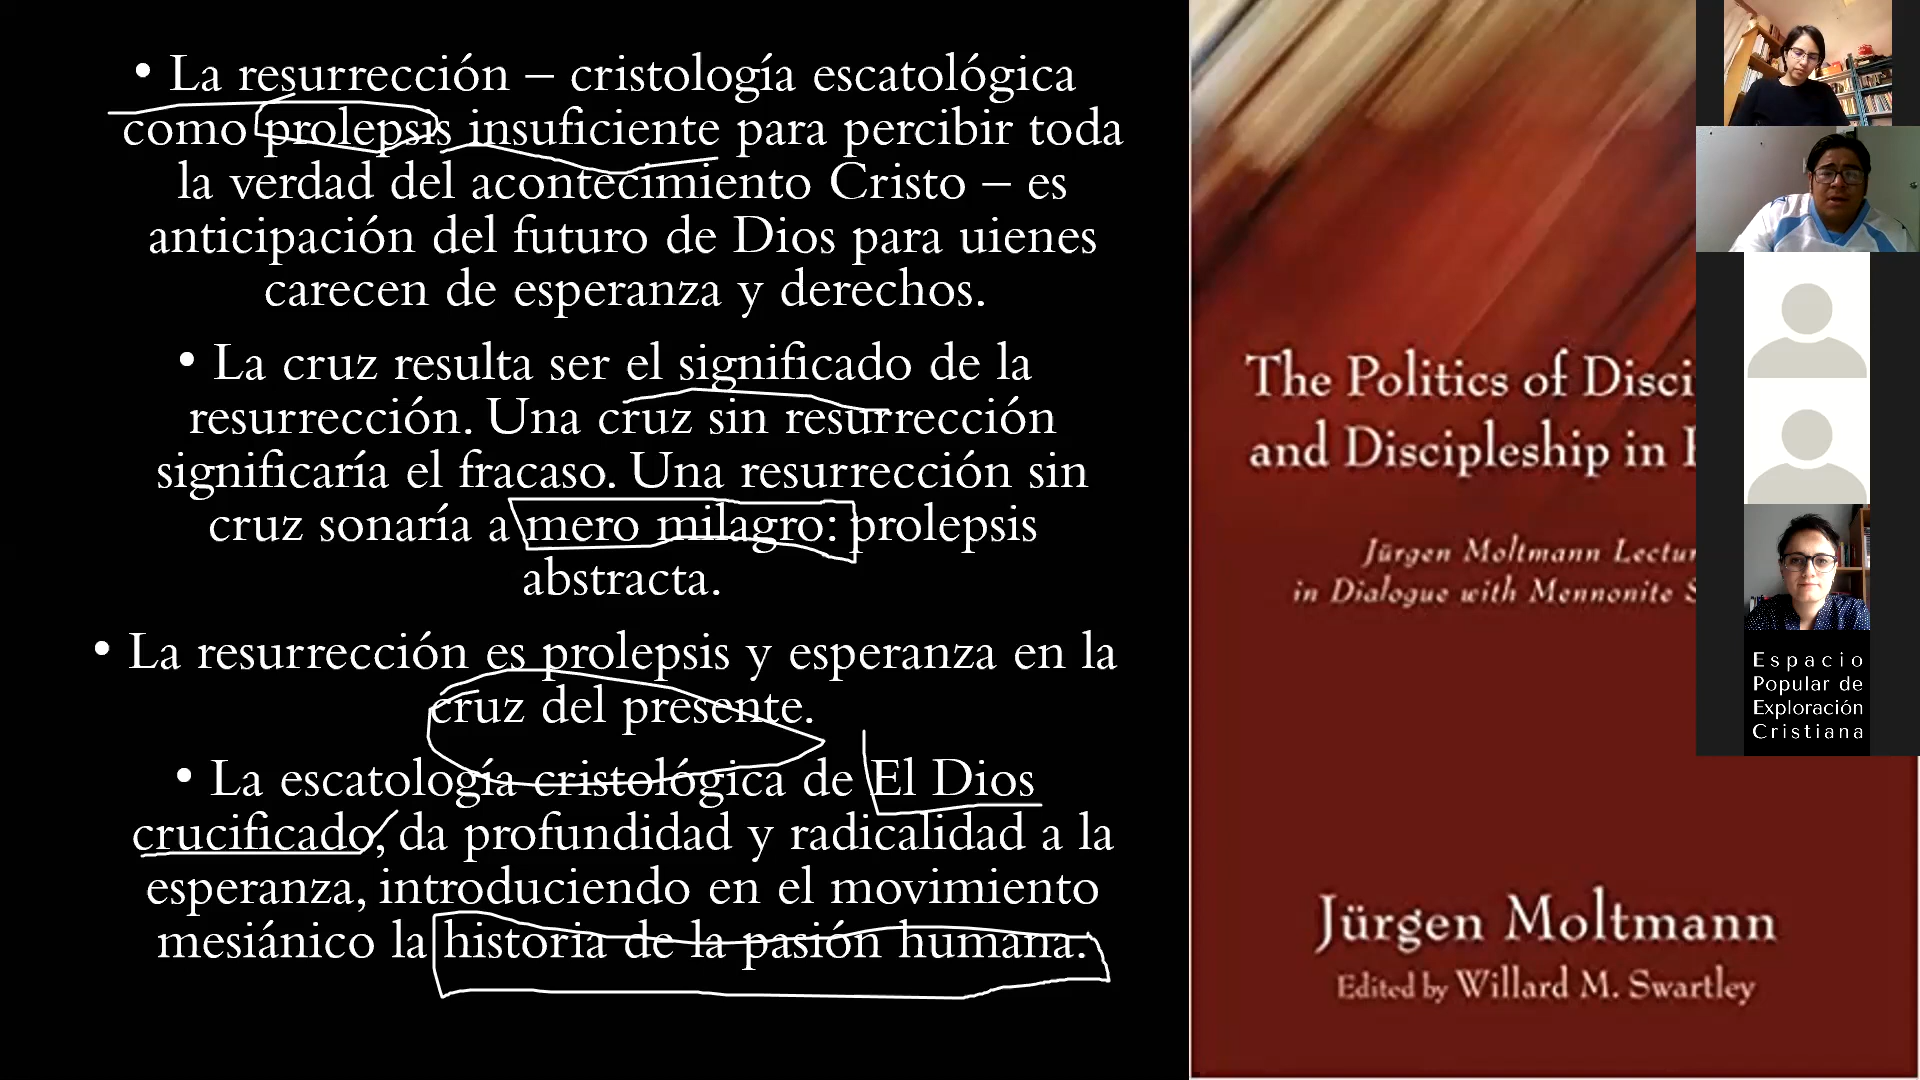 • La resurrección – cristología escatológica
como prolepsis insuficiente para percibir toda
la verdad del acontecimiento Cristo – es
anticipación del futuro de Dios para uienes
carecen de esperanza y derechos.
• La cruz resulta ser el significado de la
resurrección. Una cruz sin resurrección
significaría el fracaso. Una resurrección sin
cruz sonaría a mero milagro: prolepsis
abstracta.
• La resurrección es prolepsis y esperanza en la
cruz del presente.
• La escatología cristológica de El Dios
crucificado, da profundidad y radicalidad a la
esperanza, introduciendo en el movimiento
mesiánico la historia de la pasión humana.
The Politics of Disci
and Discipleship in
Jürgen Moltmann Lectur
in Dialogue with Mennonite S
Jürgen Moltmann
Edited by Willard M. Swartley
Espacio
Popular de
Exploración
Cristiana